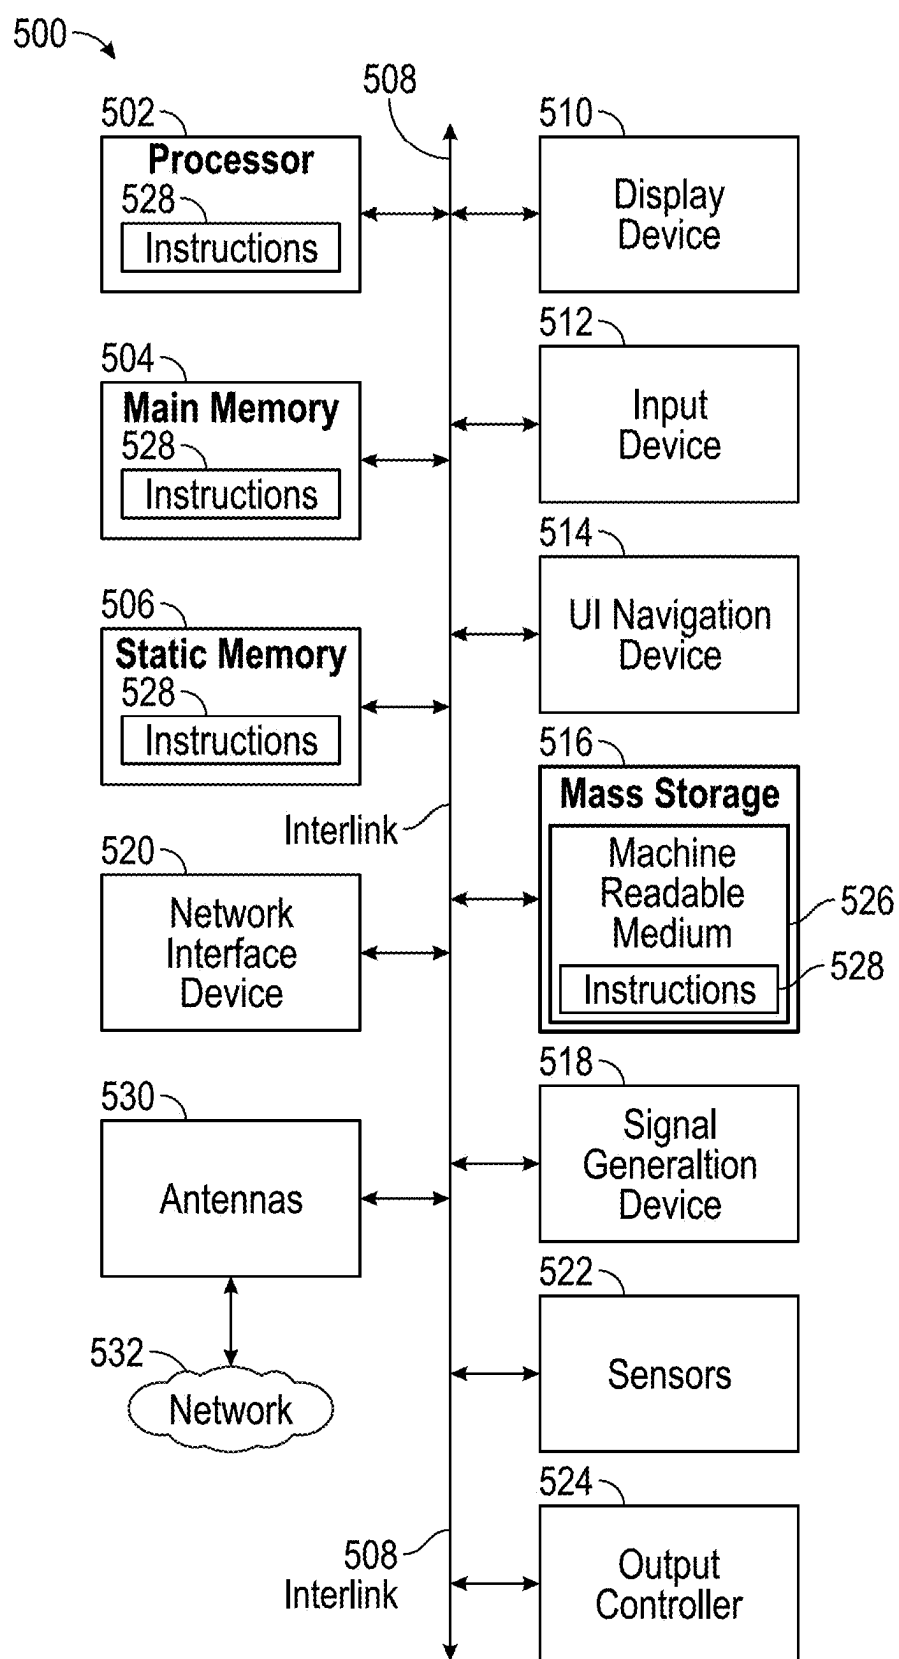 500
508
502
Processor
528
Instructions
504
Main Memory
528
Instructions
506
Static Memory
528
Instructions
Interlink
520
Network
Interface
Device
530
Antennas
532
Network
508
Interlink
510
Display
Device
512
Input
Device
514
UI Navigation
Device
516
Mass Storage
Machine
Readable
Medium
526
528
Instructions
518
Signal
Generaltion
Device
522
Sensors
524
Output
Controller